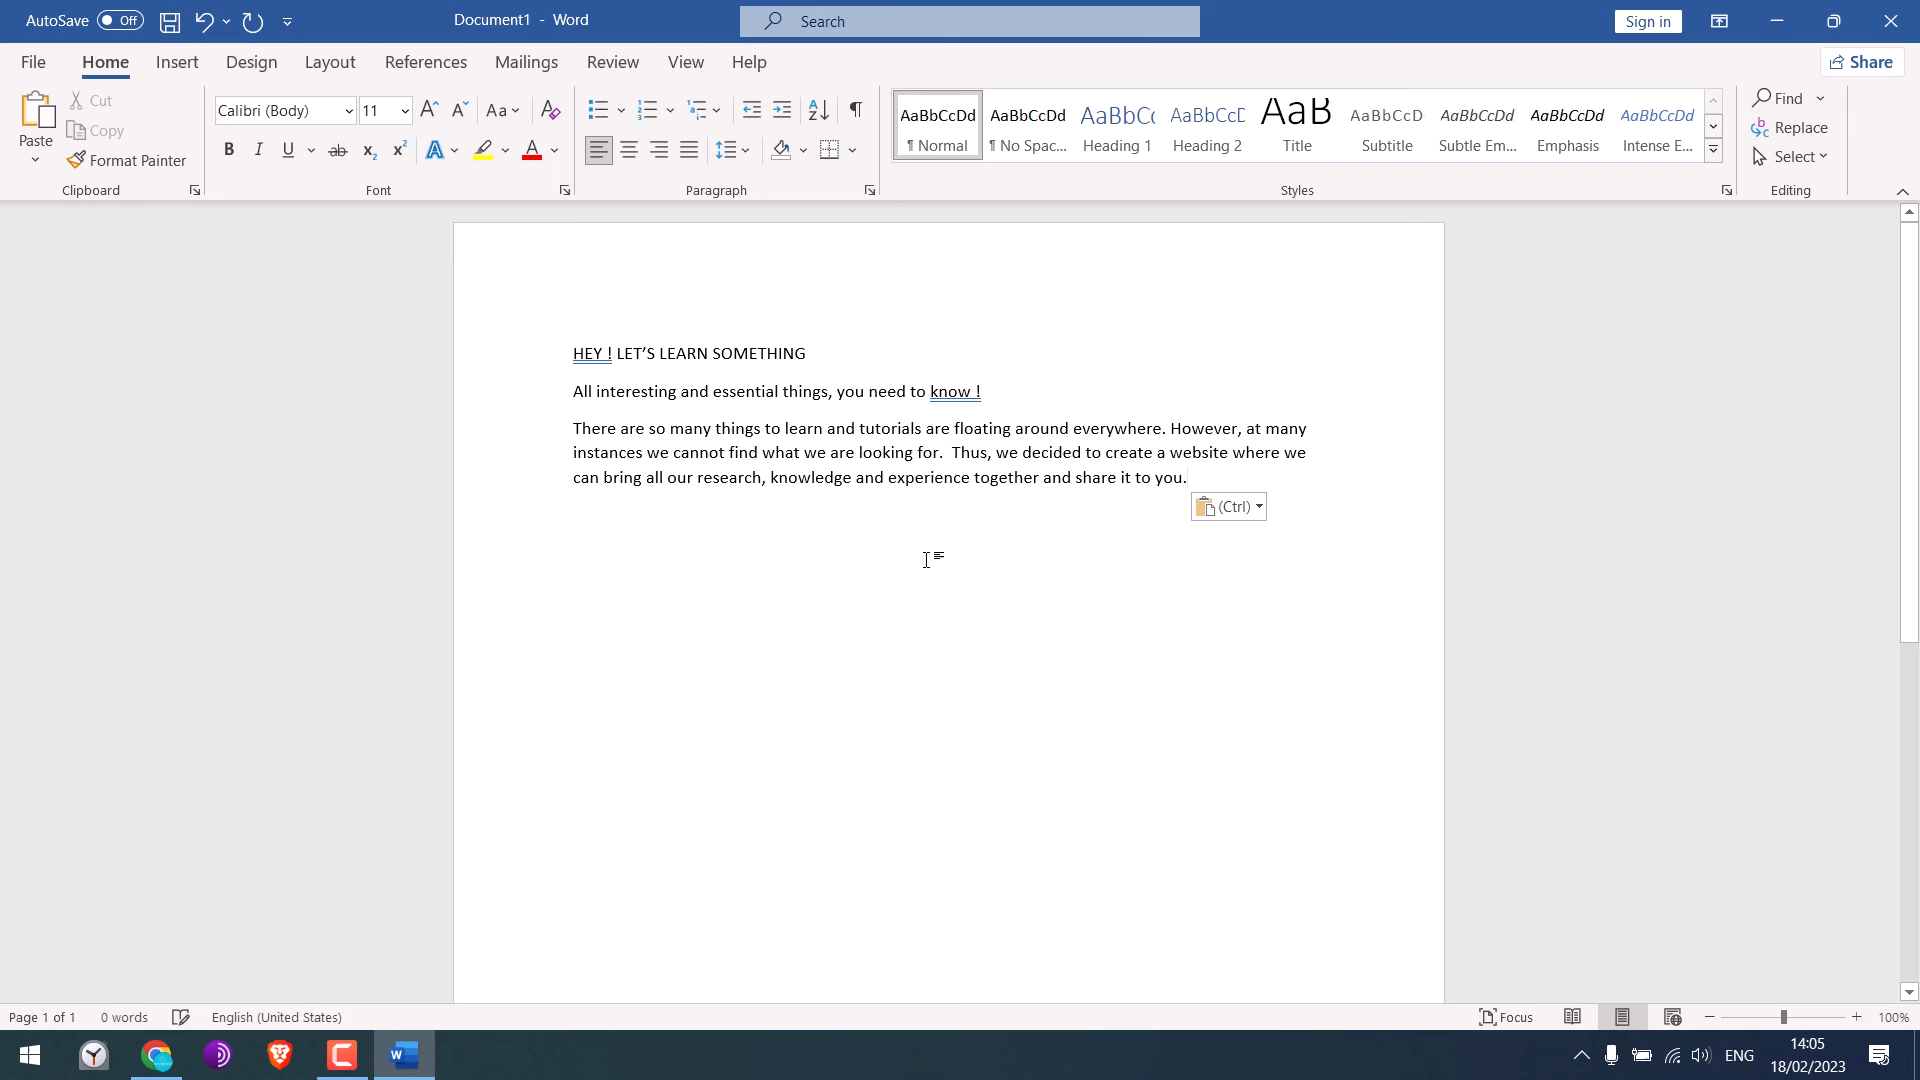 AutoSave Off Document1 - Word Search Sign in
File Home Insert Design Layout References Mailings Review View Help Share
Paste Cut Copy Format Painter
Clipboard
Calibri (Body) 11 Aa
B I U ab x2 x2 A A
Font
Paragraph
AaBbCcDd AaBbCcDd AaBbCc AaBbCcC AaB AaBbCcD AaBbCcDd AaBbCcDd AaBbCcDd
¶ Normal ¶ No Spac... Heading 1 Heading 2 Title Subtitle Subtle Em... Emphasis Intense E...
Styles
Find
Replace
Select
Editing
HEY ! LET’S LEARN SOMETHING
All interesting and essential things, you need to know !
There are so many things to learn and tutorials are floating around everywhere. However, at many
instances we cannot find what we are looking for.  Thus, we decided to create a website where we
can bring all our research, knowledge and experience together and share it to you.
(Ctrl)
Page 1 of 1 0 words English (United States) Focus 100%
ENG 14:05
18/02/2023